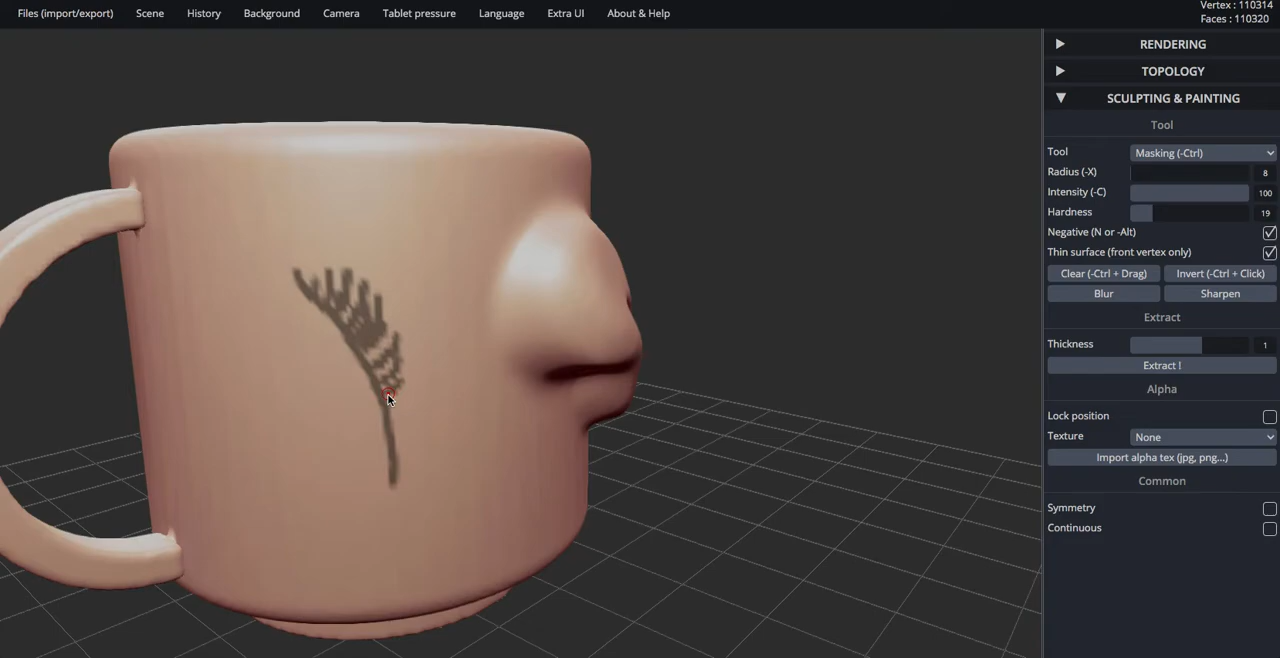 Files (import/export) Scene History Background Camera Tablet pressure Language Extra UI About & Help
Vertex : 110314
Faces : 110320
RENDERING
TOPOLOGY
SCULPTING & PAINTING
Tool
Tool Masking (-Ctrl)
Radius (-X) 8
Intensity (-C) 100
Hardness 19
Negative (N or -Alt)
Thin surface (front vertex only)
Clear (-Ctrl + Drag) Invert (-Ctrl + Click)
Blur Sharpen
Extract
Thickness 1
Extract !
Alpha
Lock position
Texture None
Import alpha tex (jpg, png...)
Common
Symmetry
Continuous